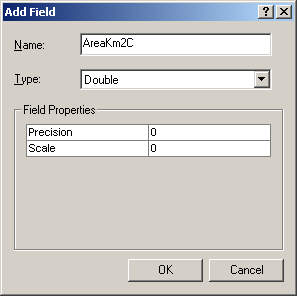 Add Field
Name: AreaKm2C
Type: Double
Field Properties
Precision 0
Scale 0
OK Cancel